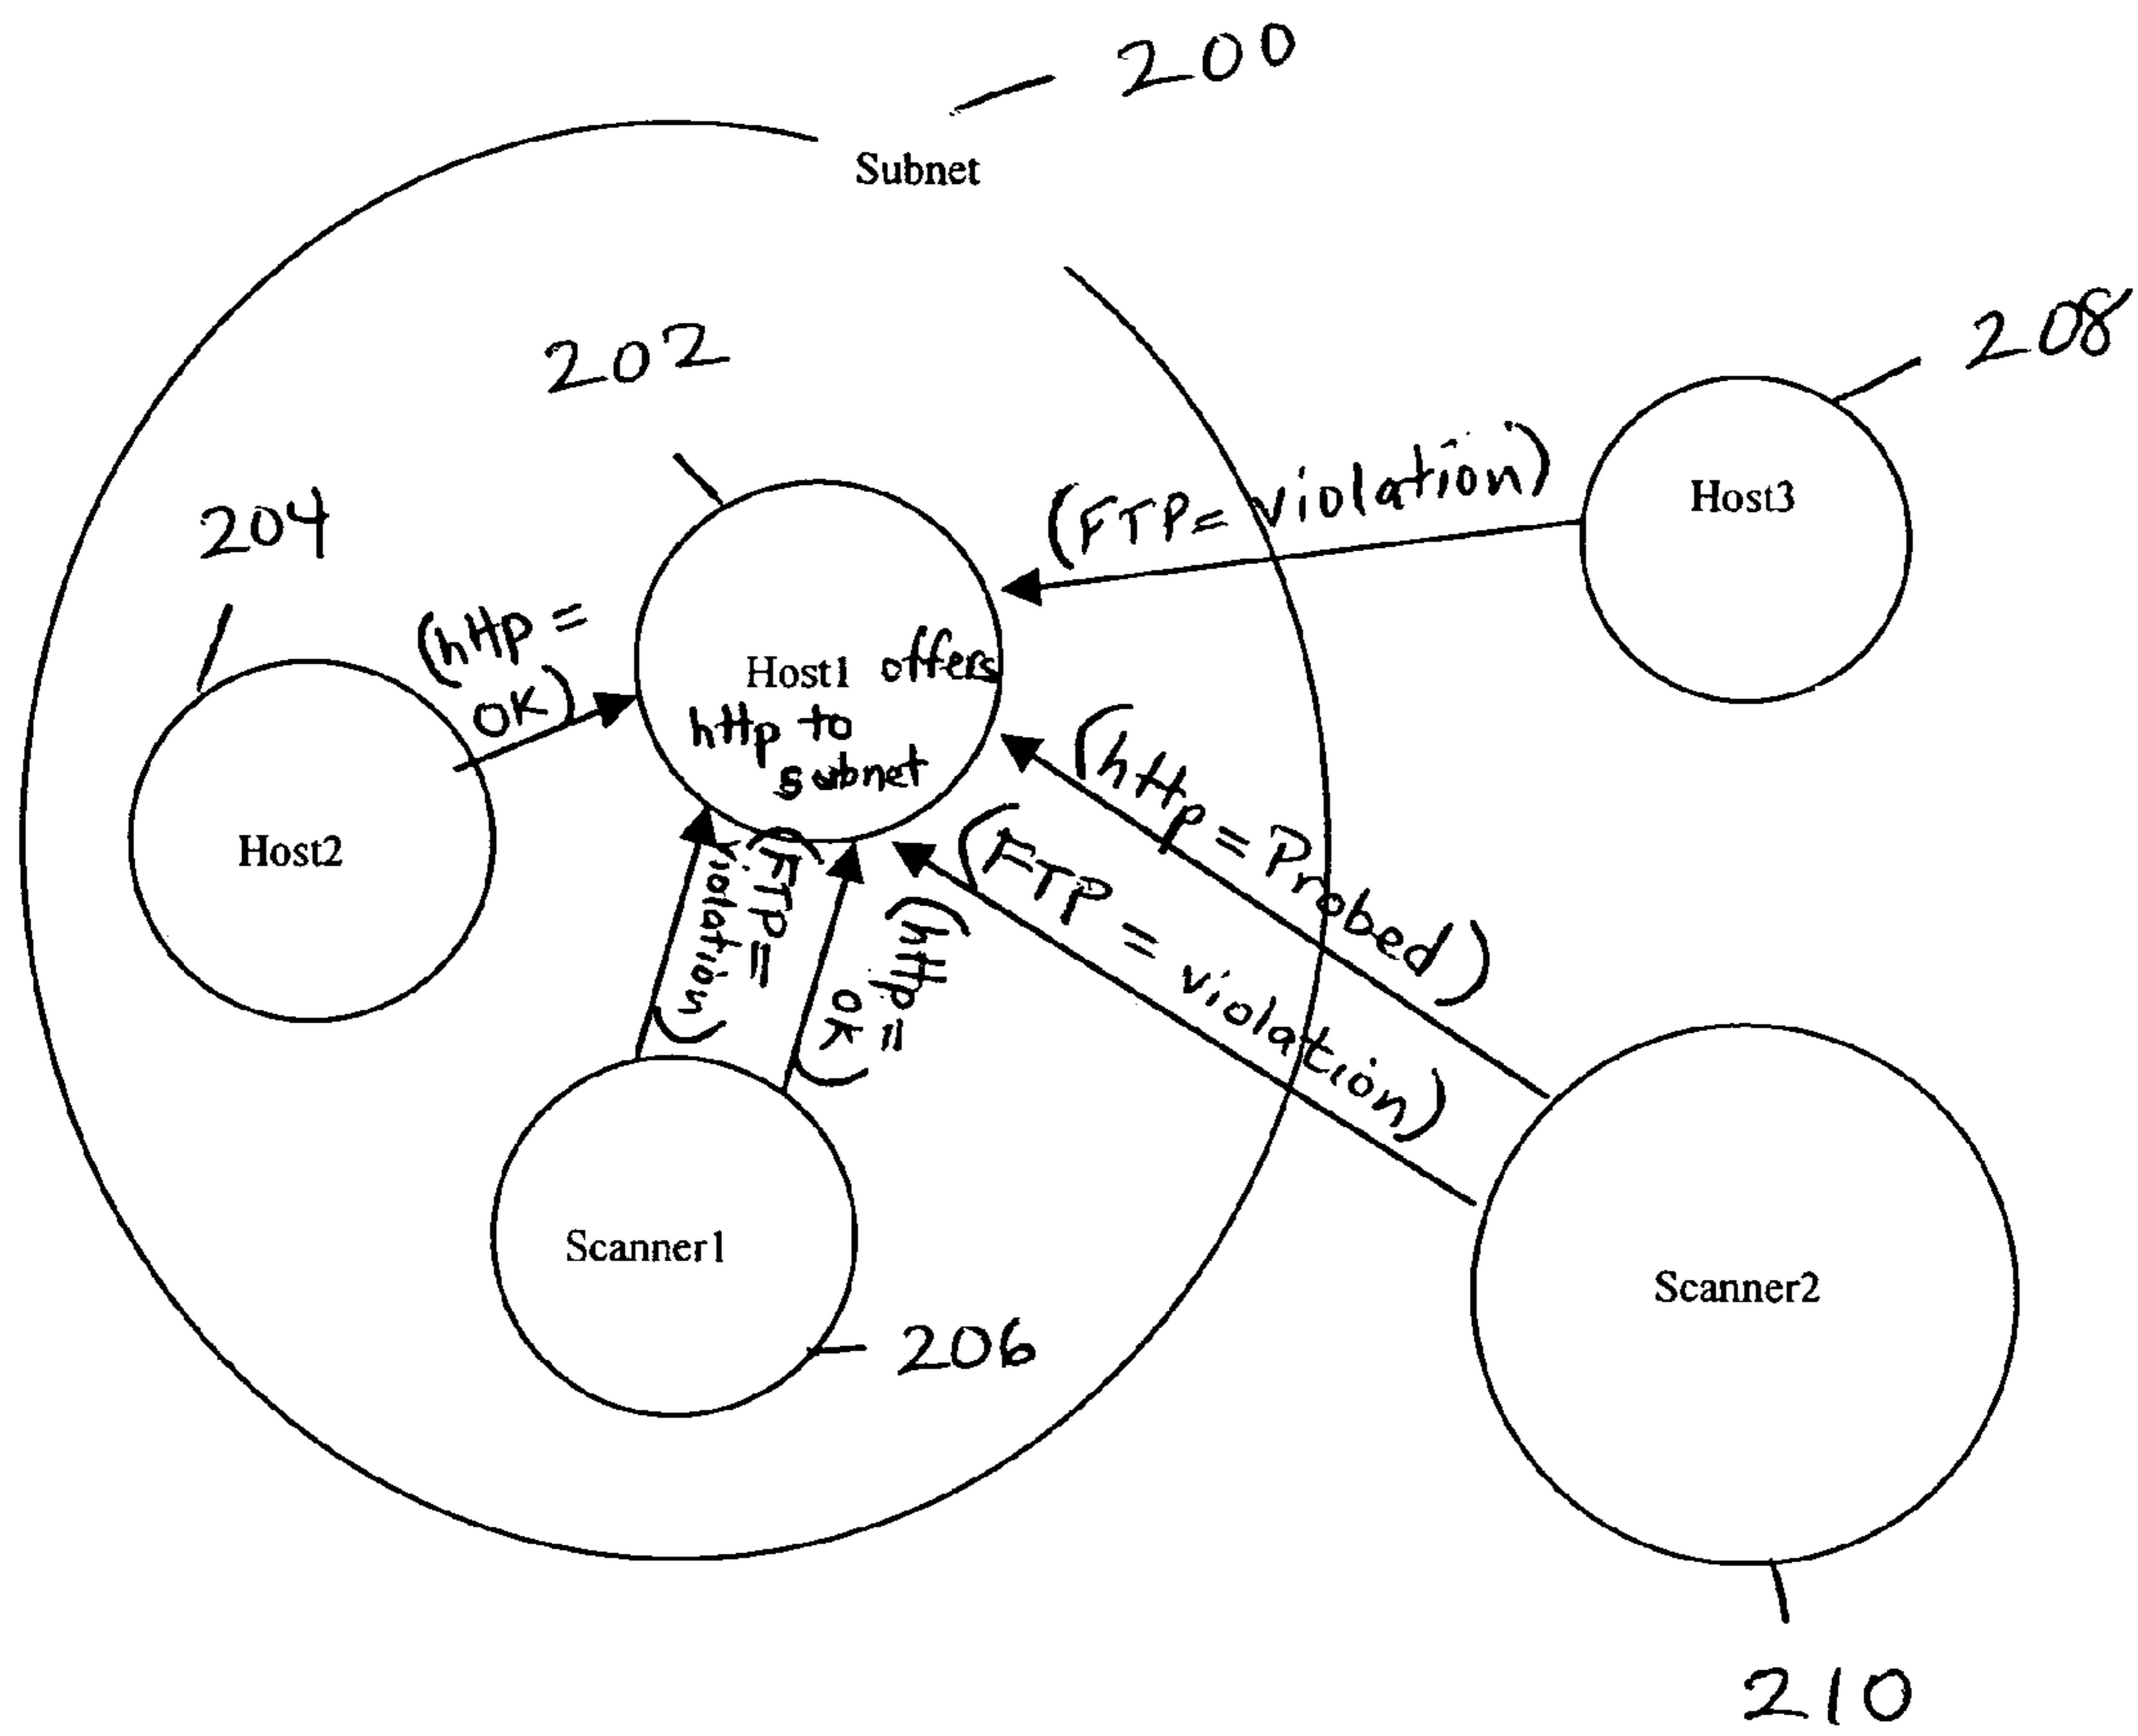 200
Subnet
202
208
204
(FTP= violation)
Host3
(http =
OK)
Host1 offers
http to
subnet
Host2
(http = Probed)
(FTP = violation)
(FTP =
violation)
(http =
OK)
Scanner1
206
Scanner2
210